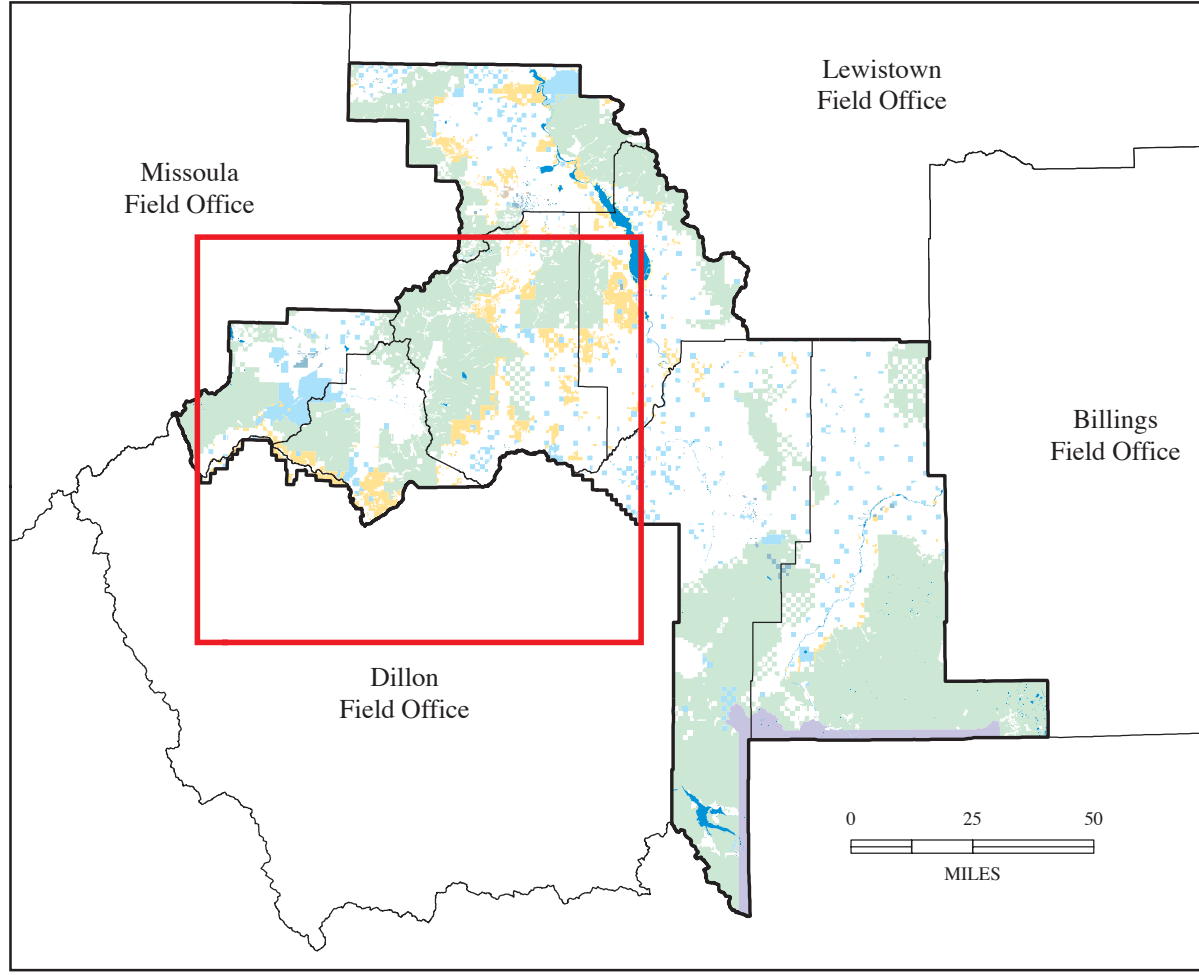 Lewistown
Field Office
Missoula
Field Office
Billings
Field Office
Dillon
Field Office
0 25 50
MILES